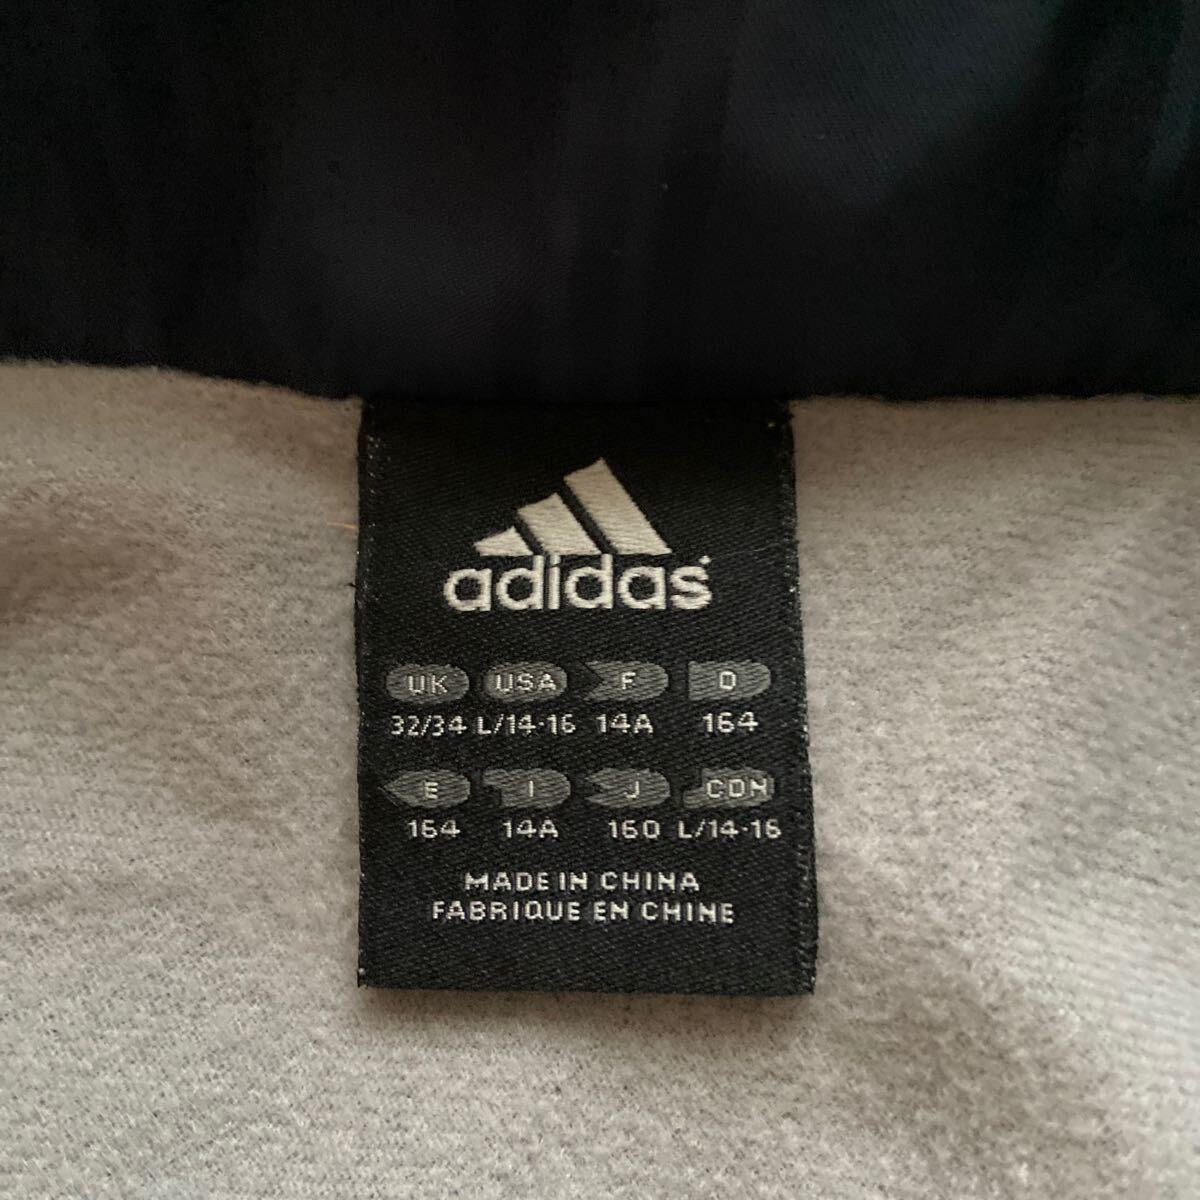 adidas
UK USA F D
32/34 L/14-16 14A 164
E I J CDN
164 14A 160 L/14-16
MADE IN CHINA
FABRIQUE EN CHINE